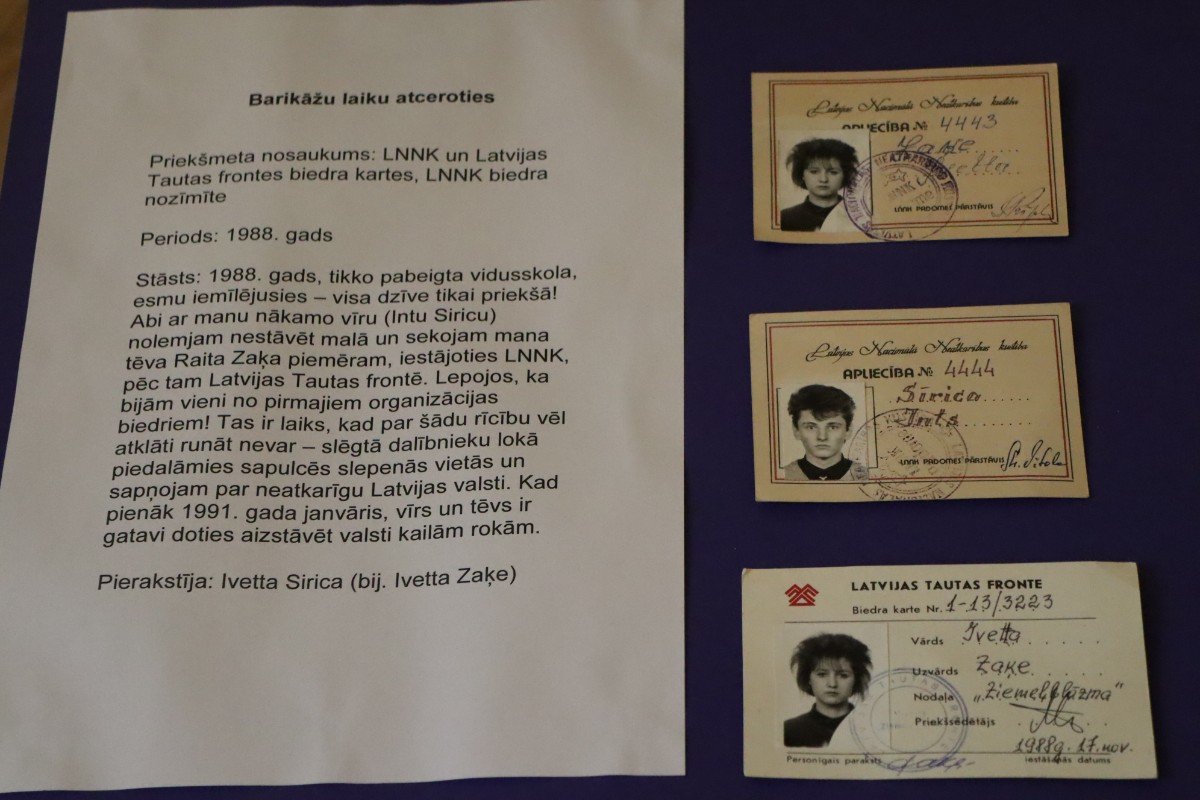 Barikāžu laiku atceroties
Priekšmeta nosaukums: LNNK un Latvijas
Tautas frontes biedra kartes, LNNK biedra
nozīmīte
Periods: 1988. gads
Stāsts: 1988. gads, tikko pabeigta vidusskola,
esmu iemīlējusies – visa dzīve tikai priekšā!
Abi ar manu nākamo vīru (Intu Siricu)
nolemjam nestāvēt malā un sekojam mana
tēva Raita Zaķa piemēram, iestājoties LNNK,
pēc tam Latvijas Tautas frontē. Lepojos, ka
bijām vieni no pirmajiem organizācijas
biedriem! Tas ir laiks, kad par šādu rīcību vēl
atklāti runāt nevar – slēgtā dalībnieku lokā
piedalāmies sapulcēs slepenās vietās un
sapņojam par neatkarīgu Latvijas valsti. Kad
pienāk 1991. gada janvāris, vīrs un tēvs ir
gatavi doties aizstāvēt valsti kailām rokām.
Pierakstīja: Ivetta Sirica (bij. Ivetta Zaķe)
Latvijas Nacionālā Neatkarības kustība
APLIECĪBA № 4443
Zaķe
LNNK PADOMES PĀRSTĀVIS
Latvijas Nacionālā Neatkarības kustība
APLIECĪBA № 4444
Sirica
Ints
LNNK PADOMES PĀRSTĀVIS
LATVIJAS TAUTAS FRONTE
Biedra karte Nr. 1-13/3223
Vārds Ivetta
Uzvārds Zaķe
Nodaļa "Ziemeļblāzma"
Priekšsēdētājs
1988g. 17. nov.
Personīgais paraksts Zaķe iestāšanās datums